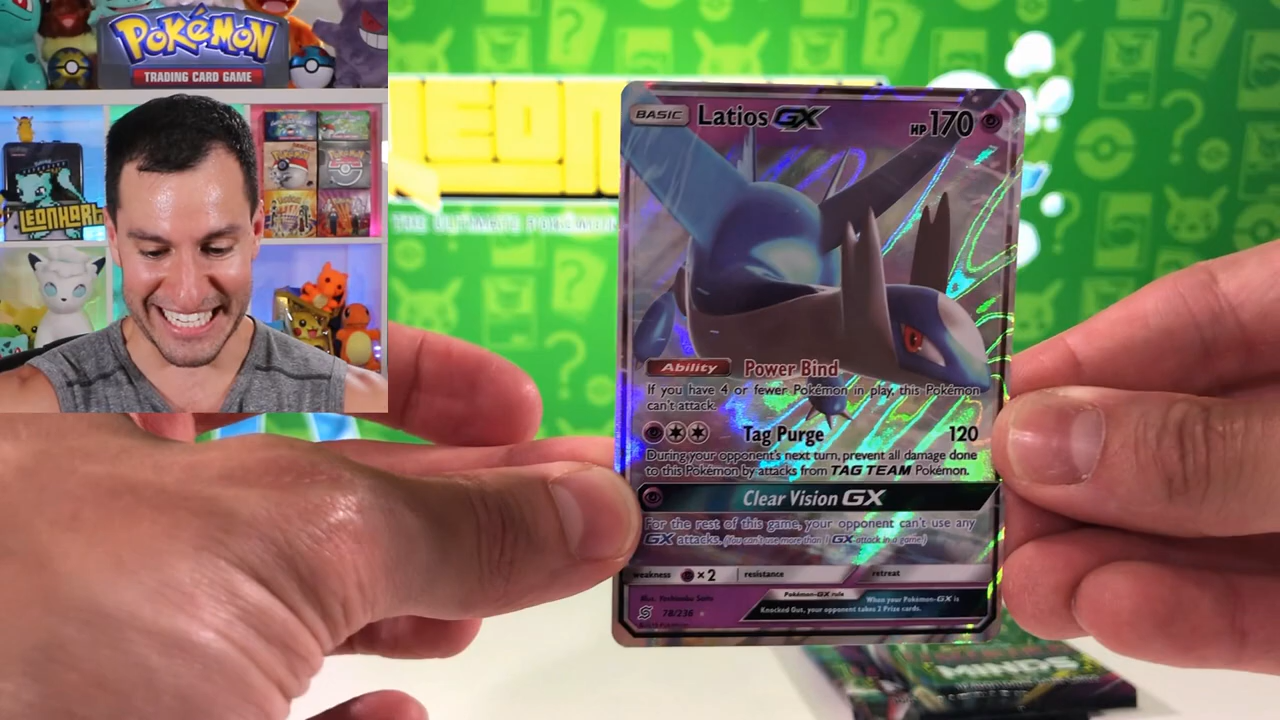 POKéMON
TRADING CARD GAME
LEONHART
LEON
BASIC Latios GX HP 170
Ability Power Bind
If you have 4 or fewer Pokémon in play, this Pokémon
can't attack.
Tag Purge 120
During your opponent's next turn, prevent all damage done
to this Pokémon by attacks from TAG TEAM Pokémon.
Clear Vision GX
For the rest of this game, your opponent can't use any
GX attacks. (You can't use more than 1 GX attack in a game.)
weakness ×2 resistance retreat
Pokémon-GX rule When your Pokémon-GX is
Knocked Out, your opponent takes 2 Prize cards.
78/236
MINDS